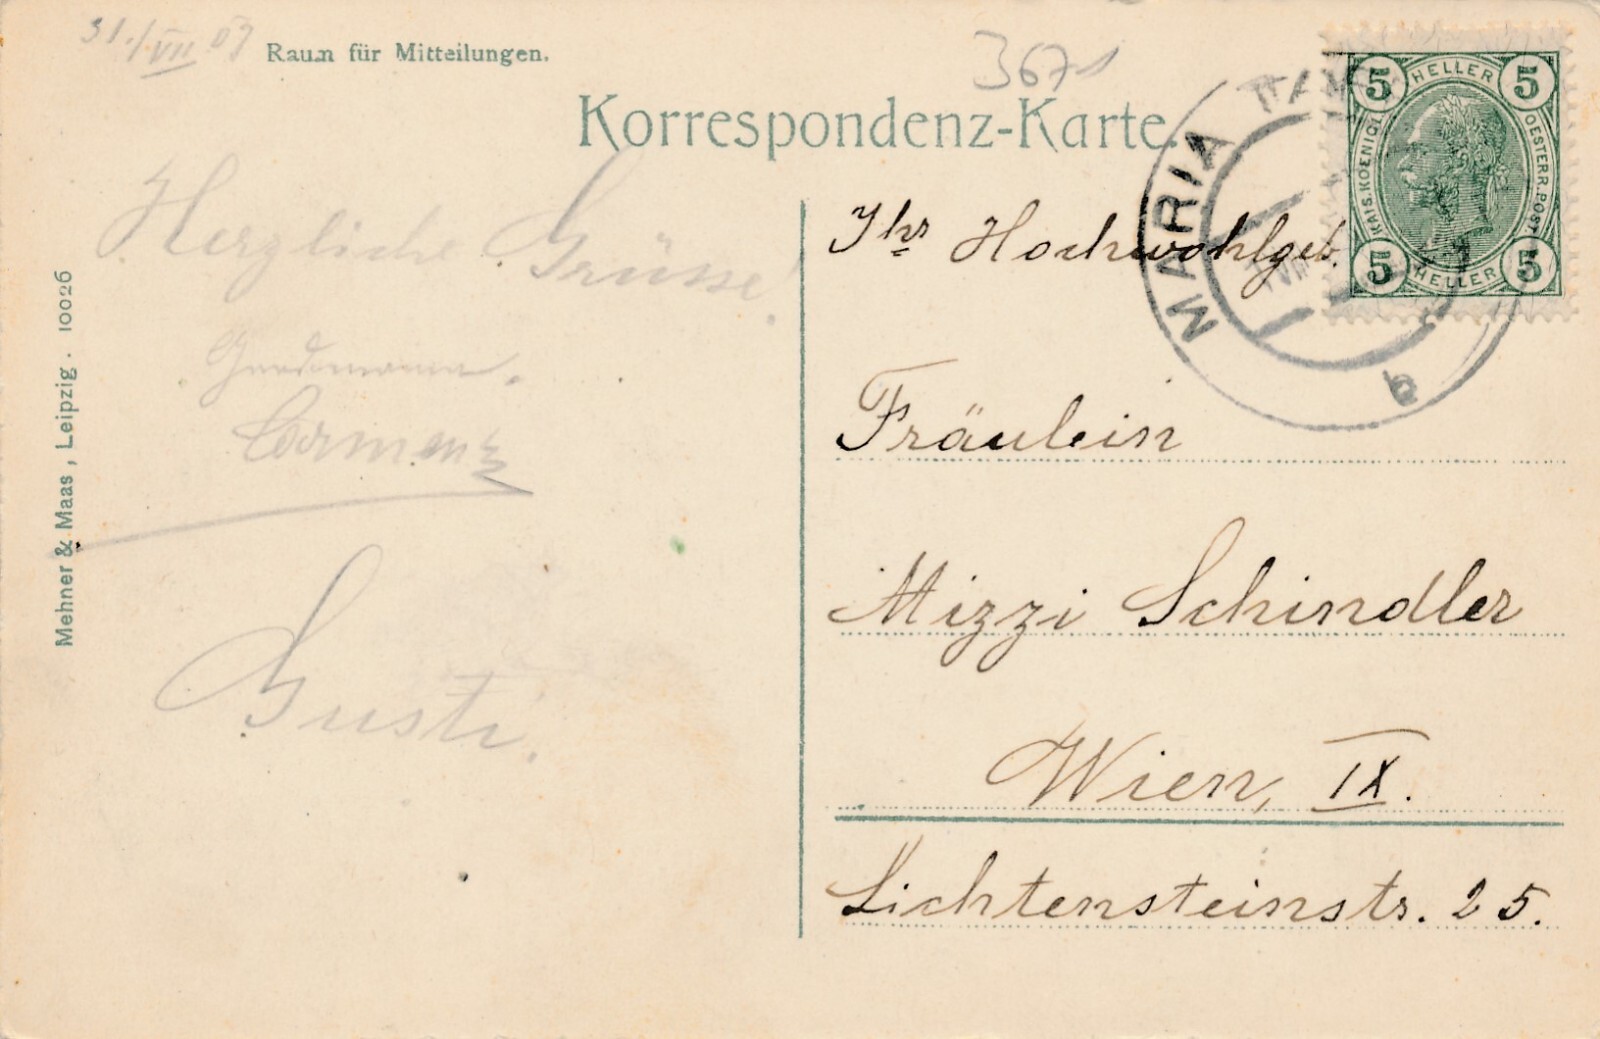 31./VII 07
Raum für Mitteilungen.
3671
Korrespondenz-Karte.
Herzliche Grüsse!
Gusti.
Mehner & Maas, Leipzig. 10026
MARIA
b
5 HELLER 5
KAIS. KOENIGL.
OESTERR. POST.
5 HELLER 5
Ihr Hochwohlgeb.
Fräulein
Mizzi Schindler
Wien, IX.
Lichtensteinstr. 25.